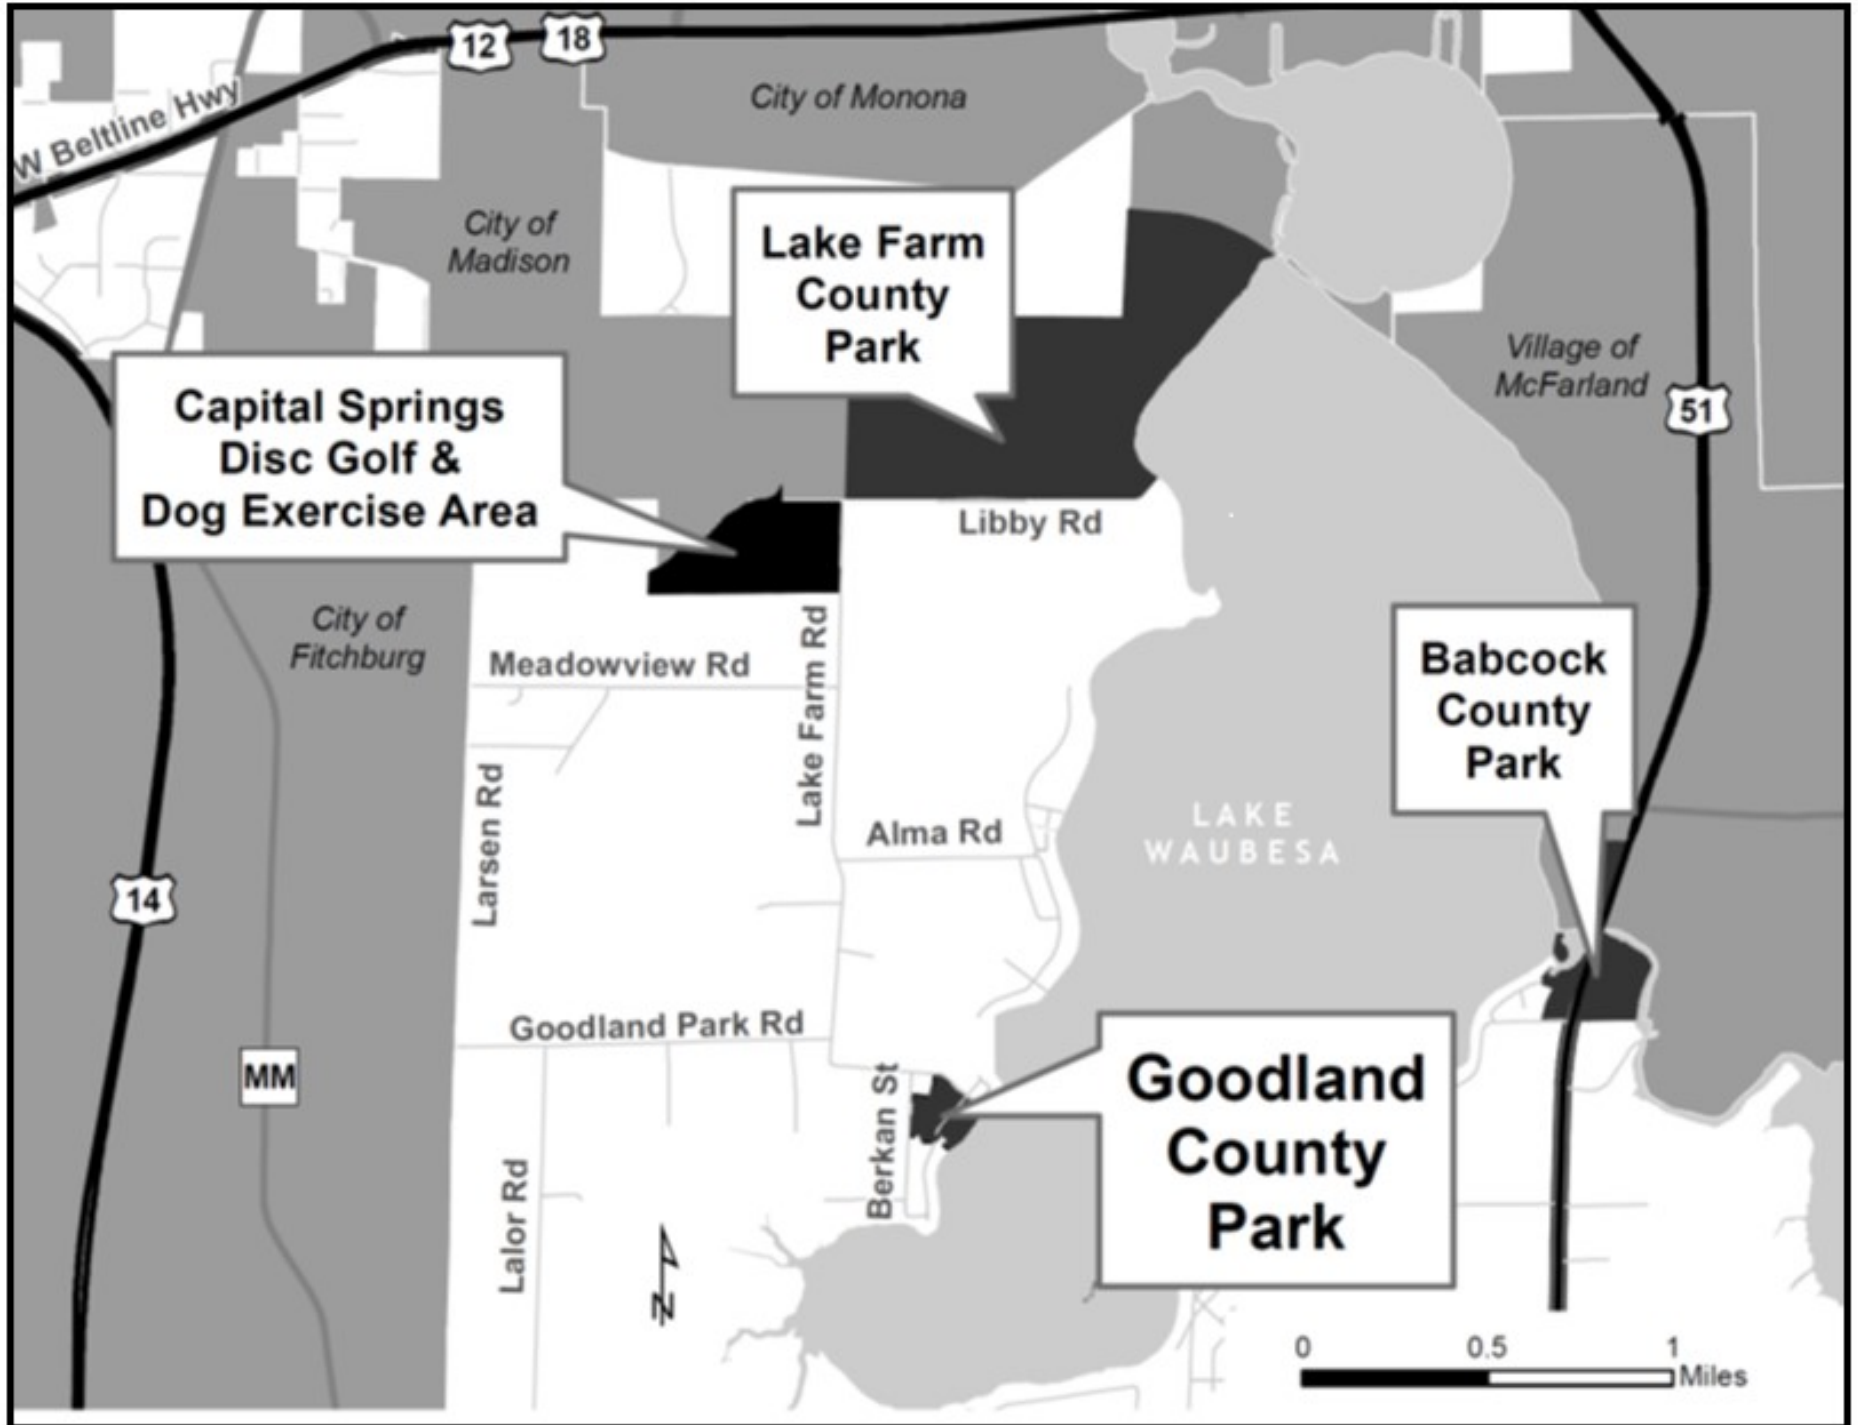 12
18
W Beltline Hwy
City of Monona
City of
Madison
Lake Farm
County
Park
Village of
McFarland
51
Capital Springs
Disc Golf &
Dog Exercise Area
Libby Rd
City of
Fitchburg
Meadowview Rd
Lake Farm Rd
Babcock
County
Park
Larsen Rd
Alma Rd
LAKE
WAUBESA
14
Goodland Park Rd
MM
Berkan St
Goodland
County
Park
Lalor Rd
N
0 0.5 1
Miles